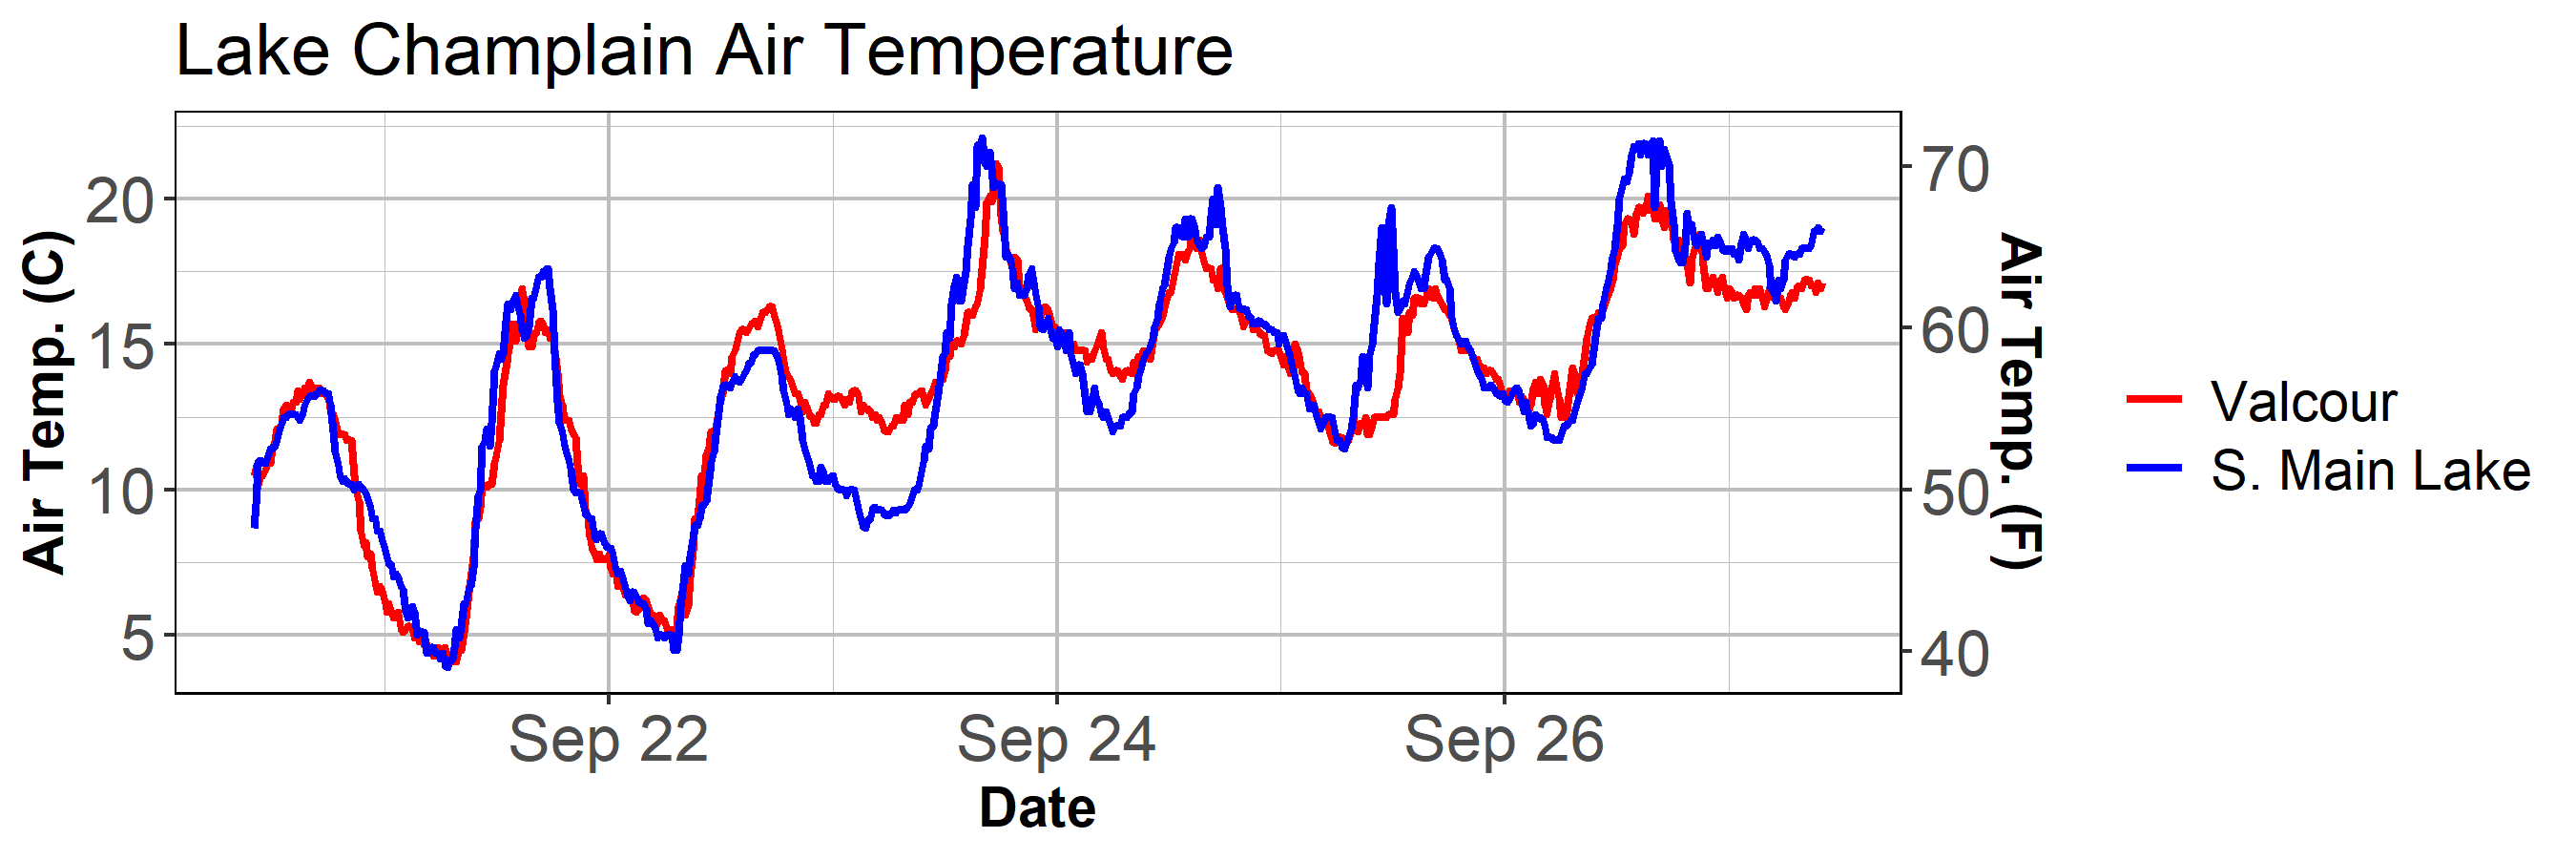 Lake Champlain Air Temperature
Air Temp. (C)
20
15
10
5
70
60
50
40
Air Temp. (F)
Sep 22
Sep 24
Sep 26
Date
Valcour
S. Main Lake